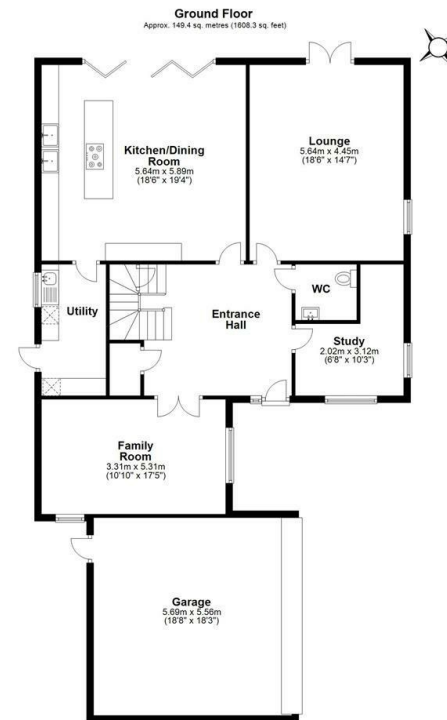 Ground Floor
Approx. 149.4 sq. metres (1608.3 sq. feet)
Kitchen/Dining
Room
5.64m x 5.89m
(18'6" x 19'4")
Lounge
5.64m x 4.45m
(18'6" x 14'7")
Utility
Entrance
Hall
WC
Study
2.02m x 3.12m
(6'8" x 10'3")
Family
Room
3.31m x 5.31m
(10'10" x 17'5")
Garage
5.69m x 5.56m
(18'8" x 18'3")